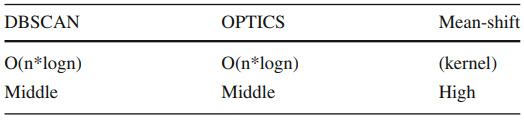 DBSCAN OPTICS Mean-shift
O(n*logn) O(n*logn) (kernel)
Middle Middle High